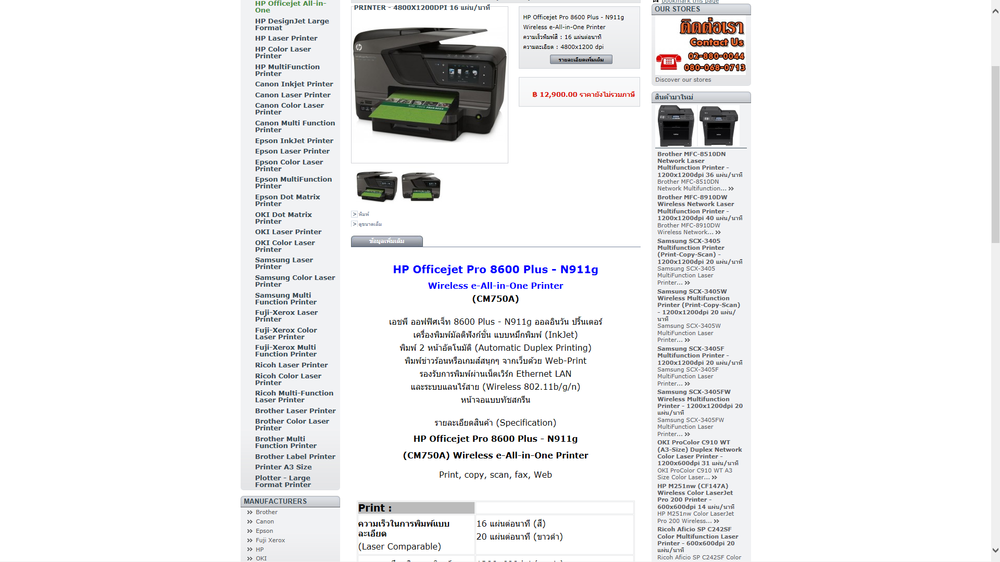 HP Officejet All-in-
One
HP DesignJet Large
Format
HP Laser Printer
HP Color Laser
Printer
HP MultiFunction
Printer
Canon Inkjet Printer
Canon Laser Printer
Canon Color Laser
Printer
Canon Multi Function
Printer
Epson InkJet Printer
Epson Laser Printer
Epson Color Laser
Printer
Epson MultiFunction
Printer
Epson Dot Matrix
Printer
OKI Dot Matrix
Printer
OKI Laser Printer
OKI Color Laser
Printer
Samsung Laser
Printer
Samsung Color Laser
Printer
Samsung Multi
Function Printer
Fuji-Xerox Laser
Printer
Fuji-Xerox Color
Laser Printer
Fuji-Xerox Multi
Function Printer
Ricoh Laser Printer
Ricoh Color Laser
Printer
Ricoh Multi-Function
Laser Printer
Brother Laser Printer
Brother Color Laser
Printer
Brother Multi
Function Printer
Brother Label Printer
Printer A3 Size
Plotter - Large
Format Printer
MANUFACTURERS
Brother
Canon
Epson
Fuji Xerox
HP
OKI
PRINTER - 4800X1200DPI 16 แผ่น/นาที
HP Officejet Pro 8600 Plus - N911g
Wireless e-All-in-One Printer
ความเร็วพิมพ์สี : 16 แผ่นต่อนาที
ความละเอียด : 4800x1200 dpi
รายละเอียดเพิ่มเติม
฿ 12,900.00 ราคายังไม่รวมภาษี
> พิมพ์
> ดูขนาดเต็ม
ข้อมูลเพิ่มเติม
HP Officejet Pro 8600 Plus - N911g
Wireless e-All-in-One Printer
(CM750A)
เอชพี ออฟฟิศเจ็ท 8600 Plus - N911g ออลอินวัน ปริ้นเตอร์
เครื่องพิมพ์มัลติฟังก์ชั่น แบบหมึกพิมพ์ (InkJet)
พิมพ์ 2 หน้าอัตโนมัติ (Automatic Duplex Printing)
พิมพ์ข่าวร้อนหรือเกมส์สนุกๆ จากเว็บด้วย Web-Print
รองรับการพิมพ์ผ่านเน็ตเวิร์ก Ethernet LAN
และระบบแลนไร้สาย (Wireless 802.11b/g/n)
หน้าจอแบบทัชสกรีน
รายละเอียดสินค้า (Specification)
HP Officejet Pro 8600 Plus - N911g
(CM750A) Wireless e-All-in-One Printer
Print, copy, scan, fax, Web
Print :
ความเร็วในการพิมพ์แบบ
ละเอียด
(Laser Comparable)
16 แผ่นต่อนาที (สี)
20 แผ่นต่อนาที (ขาวดำ)
bookmark this page
OUR STORES
ติดต่อเรา
Contact Us
02-880-0044
080-068-0713
Discover our stores
สินค้ามาใหม่
Brother MFC-8510DN
Network Laser
Multifunction Printer -
1200x1200dpi 36 แผ่น/นาที
Brother MFC-8510DN
Network Multifunction... »
Brother MFC-8910DW
Wireless Network Laser
Multifunction Printer -
1200x1200dpi 40 แผ่น/นาที
Brother MFC-8910DW
Wireless Network... »
Samsung SCX-3405
Multifunction Printer
(Print-Copy-Scan) -
1200x1200dpi 20 แผ่น/นาที
Samsung SCX-3405
MultiFunction Laser
Printer... »
Samsung SCX-3405W
Wireless Multifunction
Printer (Print-Copy-Scan)
- 1200x1200dpi 20 แผ่น/
นาที
Samsung SCX-3405W
MultiFunction Laser
Printer... »
Samsung SCX-3405F
Multifunction Printer -
1200x1200dpi 20 แผ่น/นาที
Samsung SCX-3405F
MultiFunction Laser
Printer... »
Samsung SCX-3405FW
Wireless Multifunction
Printer - 1200x1200dpi 20
แผ่น/นาที
Samsung SCX-3405FW
MultiFunction Laser
Printer... »
OKI ProColor C910 WT
(A3-Size) Duplex Network
Color Laser Printer -
1200x600dpi 31 แผ่น/นาที
OKI ProColor C910 WT A3
Size Color Laser... »
HP M251nw (CF147A)
Wireless Color LaserJet
Pro 200 Printer -
600x600dpi 14 แผ่น/นาที
HP M251nw Color LaserJet
Pro 200 Wireless... »
Ricoh Aficio SP C242SF
Color Multifunction Laser
Printer - 600x600dpi 20
แผ่น/นาที
Ricoh Aficio SP C242SF Color